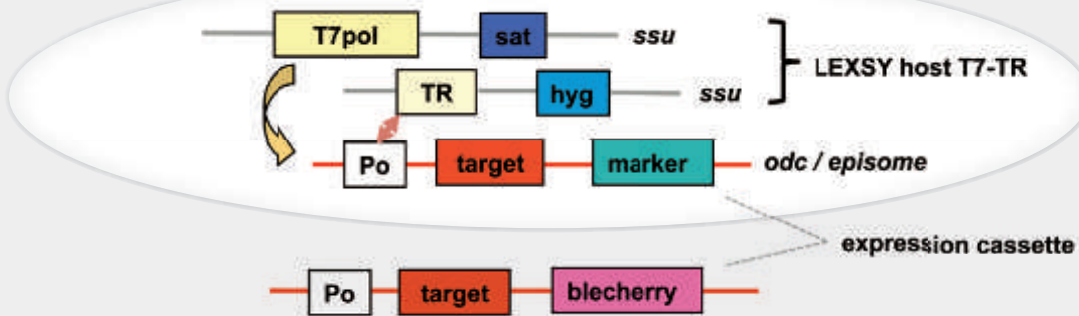 T7pol sat ssu
LEXSY host T7-TR
TR hyg ssu
Po target marker odc / episome
expression cassette
Po target blecherry